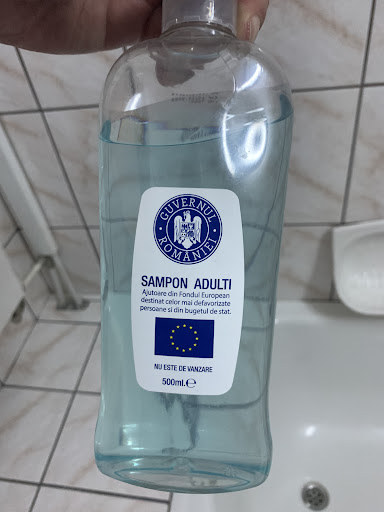 GUVERNUL
ROMÂNIEI
SAMPON ADULTI
Ajutoare din Fondul European
destinat celor mai defavorizate
persoane si din bugetul de stat.
NU ESTE DE VANZARE
500ml.℮